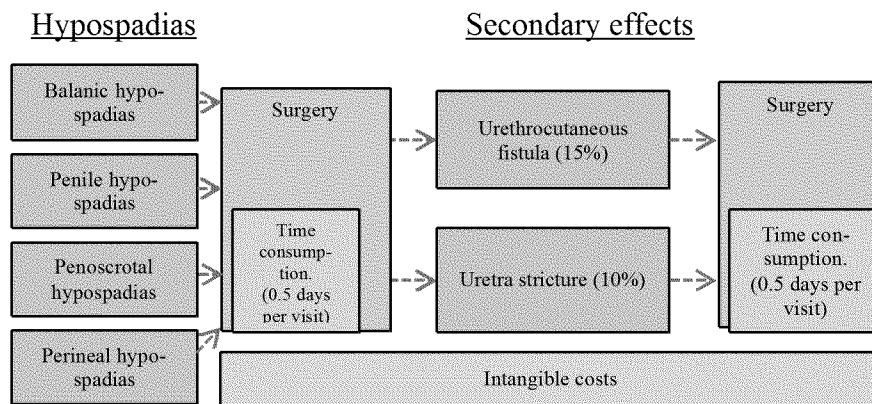 Hypospadias
Secondary effects
Balanic hypo-
spadias
Penile hypo-
spadias
Penoscrotal
hypospadias
Perineal hypo-
spadias
Surgery
Time
consump-
tion.
(0.5 days
per visit)
Urethrocutaneous
fistula (15%)
Uretra stricture (10%)
Surgery
Time con-
sumption.
(0.5 days per
visit)
Intangible costs